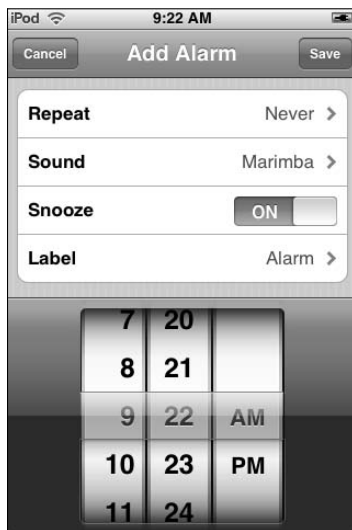 iPod 9:22 AM
Cancel Add Alarm Save
Repeat Never >
Sound Marimba >
Snooze ON
Label Alarm >
7 20
8 21
9 22 AM
10 23 PM
11 24